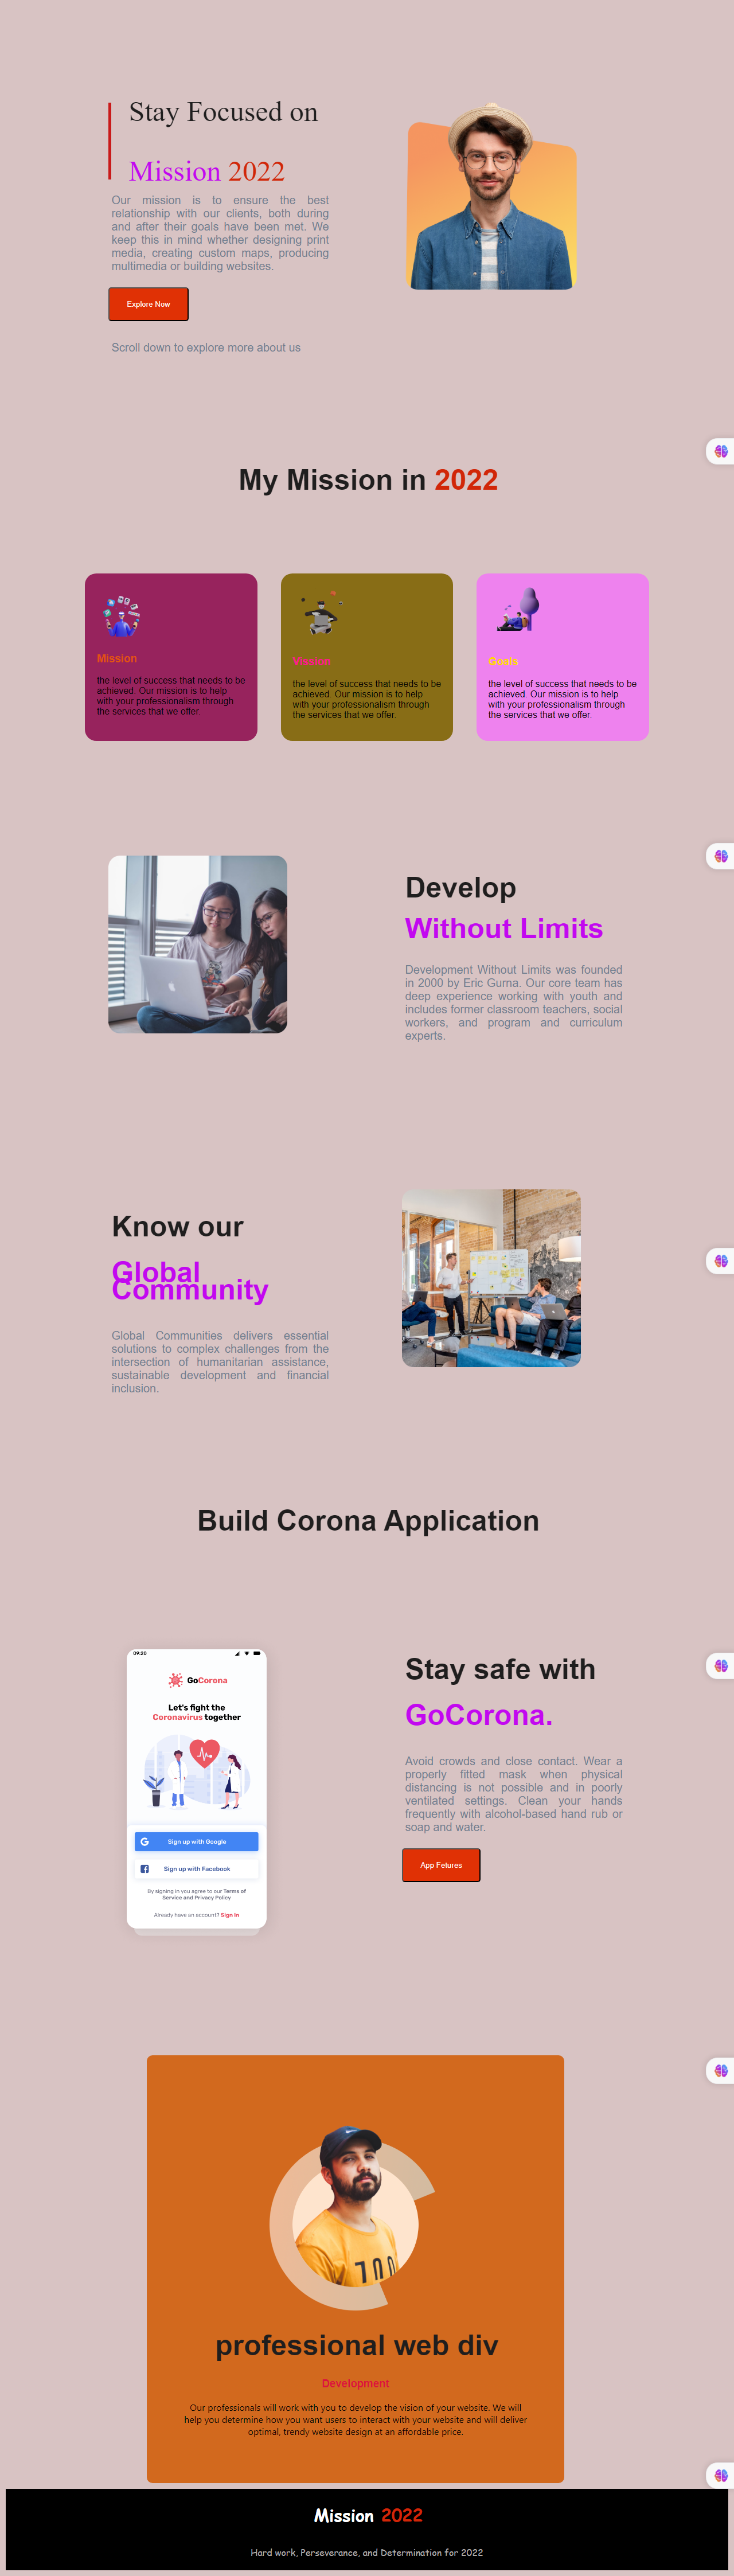 Stay Focused on
Mission 2022
Our mission is to ensure the best
relationship with our clients, both during
and after their goals have been met. We
keep this in mind whether designing print
media, creating custom maps, producing
multimedia or building websites.
Explore Now
Scroll down to explore more about us
My Mission in 2022
Mission
the level of success that needs to be
achieved. Our mission is to help
with your professionalism through
the services that we offer.
the level of success that needs to be
achieved. Our mission is to help
with your professionalism through
the services that we offer.
Goals
the level of success that needs to be
achieved. Our mission is to help
with your professionalism through
the services that we offer.
Develop
Without Limits
Development Without Limits was founded
in 2000 by Eric Gurna. Our core team has
deep experience working with youth and
includes former classroom teachers, social
workers, and program and curriculum
experts.
Know our
Global
Community
Global Communities delivers essential
solutions to complex challenges from the
intersection of humanitarian assistance,
sustainable development and financial
inclusion.
Build Corona Application
09:20
GoCorona
Let's fight the
Coronavirus together
Sign up with Google
Sign up with Facebook
By signing in you agree to our Terms of
Service and Privacy Policy
Already have an account? Sign In
Stay safe with
GoCorona.
Avoid crowds and close contact. Wear a
properly fitted mask when physical
distancing is not possible and in poorly
ventilated settings. Clean your hands
frequently with alcohol-based hand rub or
soap and water.
App Fetures
professional web div
Development
Our professionals will work with you to develop the vision of your website. We will
help you determine how you want users to interact with your website and will deliver
optimal, trendy website design at an affordable price.
Mission 2022
Hard work, Perseverance, and Determination for 2022